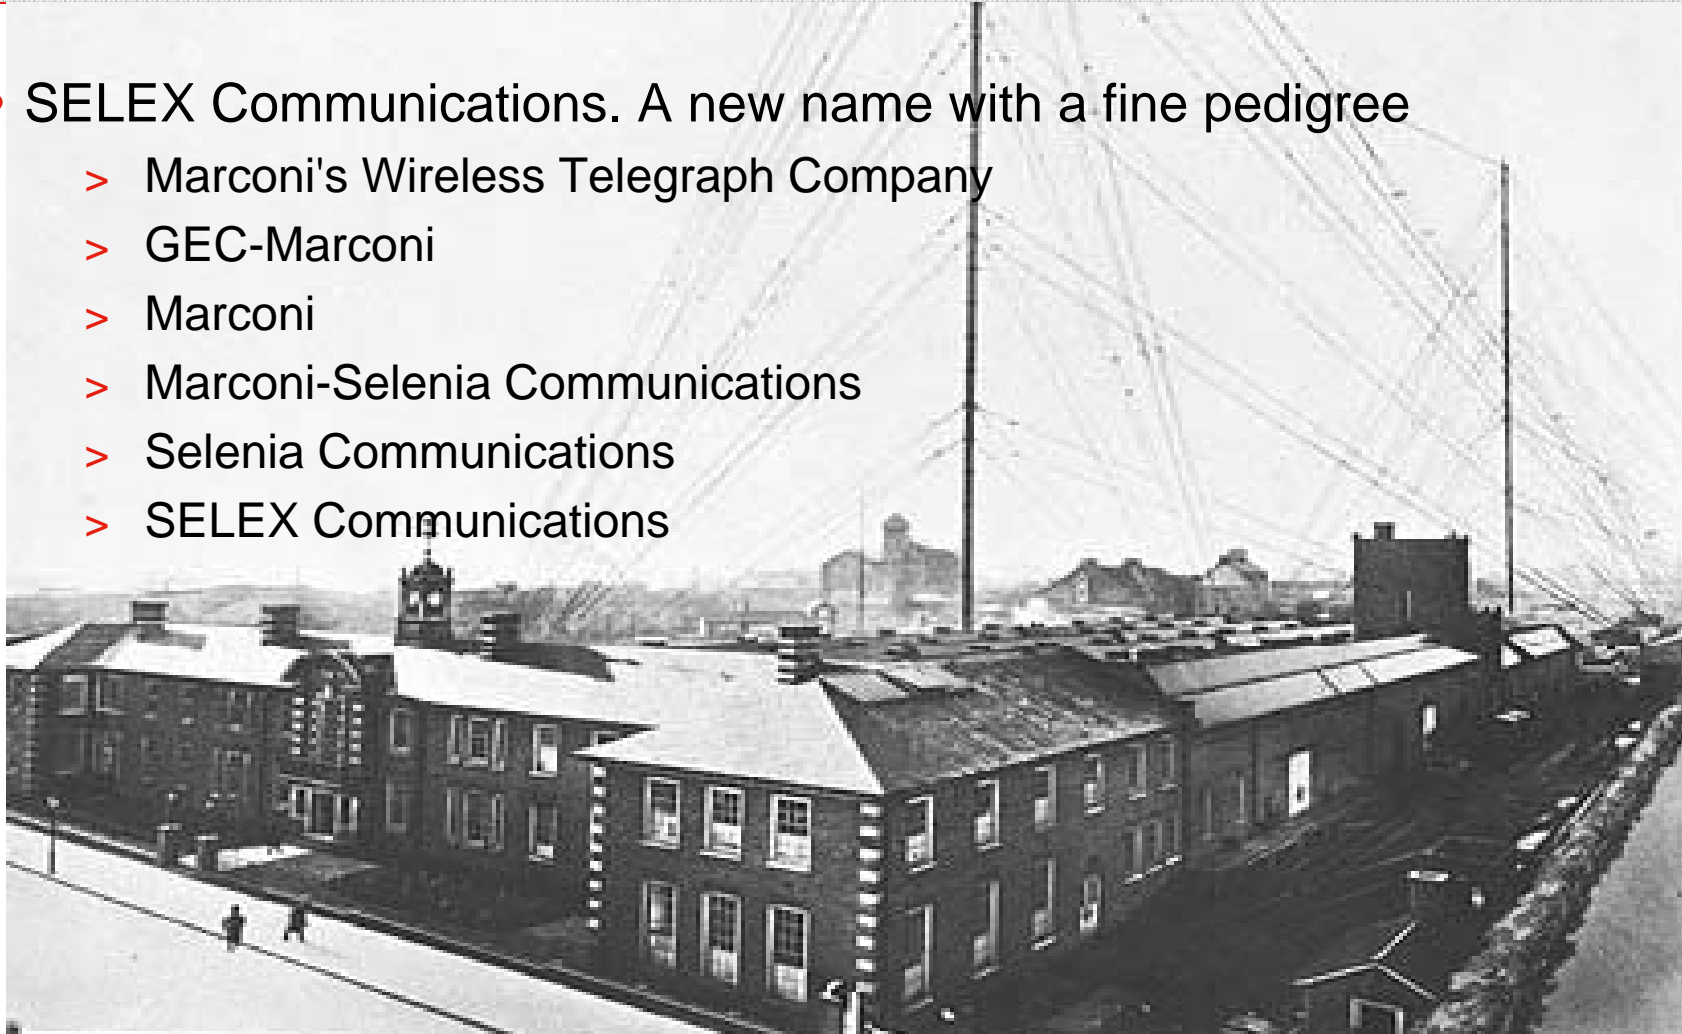 • SELEX Communications. A new name with a fine pedigree
> Marconi's Wireless Telegraph Company
> GEC-Marconi
> Marconi
> Marconi-Selenia Communications
> Selenia Communications
> SELEX Communications